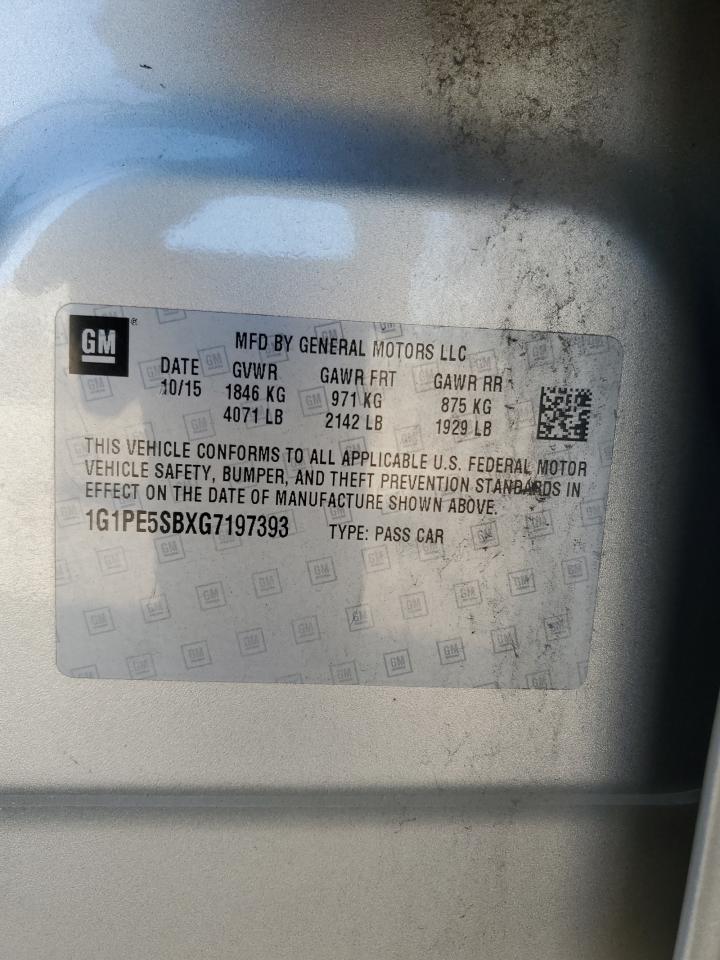 GM®
MFD BY GENERAL MOTORS LLC
DATE GVWR GAWR FRT GAWR RR
10/15 1846 KG 971 KG 875 KG
4071 LB 2142 LB 1929 LB
THIS VEHICLE CONFORMS TO ALL APPLICABLE U.S. FEDERAL MOTOR
VEHICLE SAFETY, BUMPER, AND THEFT PREVENTION STANDARDS IN
EFFECT ON THE DATE OF MANUFACTURE SHOWN ABOVE.
1G1PE5SBXG7197393 TYPE: PASS CAR